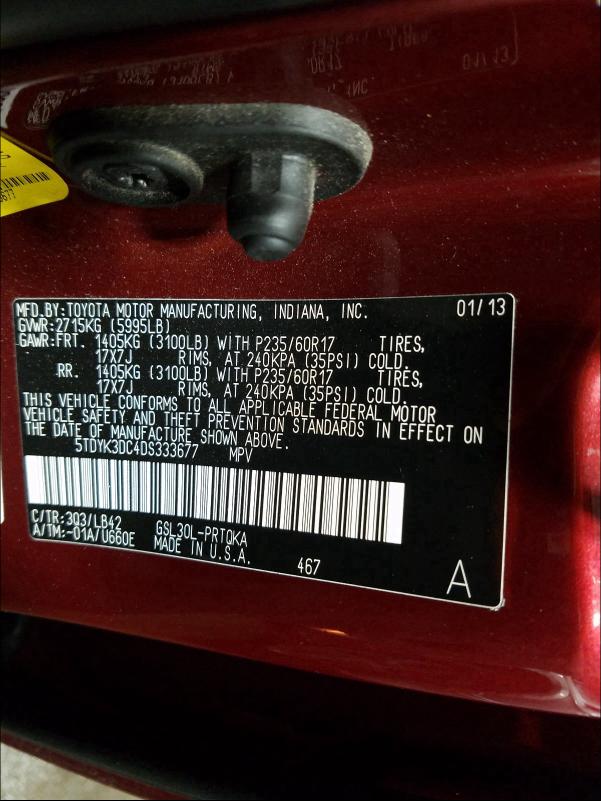 MFD.BY:TOYOTA MOTOR MANUFACTURING, INDIANA, INC. 01/13
GVWR:2715KG (5995LB)
GAWR:FRT. 1405KG (3100LB) WITH P235/60R17 TIRES,
17X7J RIMS, AT 240KPA (35PSI) COLD.
RR. 1405KG (3100LB) WITH P235/60R17 TIRES,
17X7J RIMS, AT 240KPA (35PSI) COLD.
THIS VEHICLE CONFORMS TO ALL APPLICABLE FEDERAL MOTOR
VEHICLE SAFETY AND THEFT PREVENTION STANDARDS IN EFFECT ON
THE DATE OF MANUFACTURE SHOWN ABOVE.
5TDYK3DC4DS333677 MPV
C/TR:3Q3/LB42 GSL30L-PRTQKA
A/TM:-01A/U660E MADE IN U.S.A.
467
A